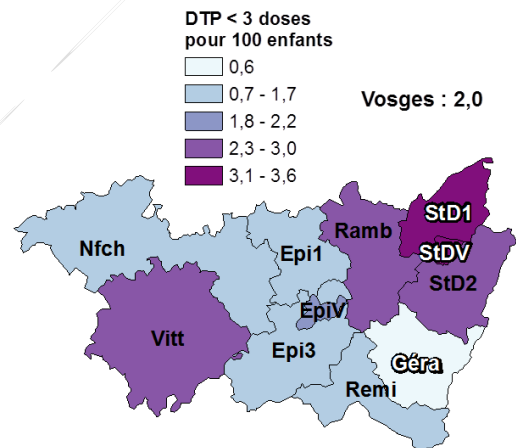 DTP < 3 doses
pour 100 enfants
0,6
0,7 - 1,7
1,8 - 2,2
2,3 - 3,0
3,1 - 3,6
Vosges : 2,0
StD1
Ramb
Nfch
Epi1
StDV
StD2
EpiV
Vitt
Epi3
Géra
Remi